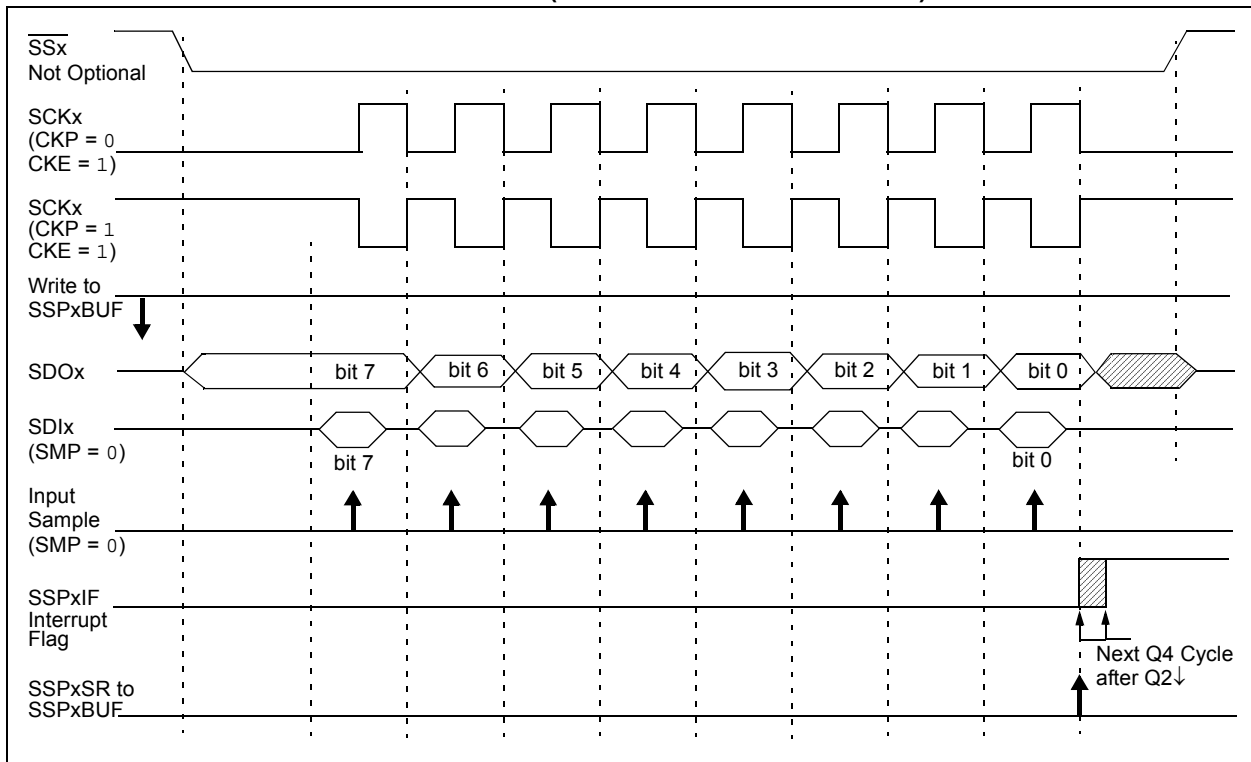 SSx
Not Optional
SCKx
(CKP = 0
CKE = 1)
SCKx
(CKP = 1
CKE = 1)
Write to
SSPxBUF
SDOx
bit 7
bit 6
bit 5
bit 4
bit 3
bit 2
bit 1
bit 0
SDIx
(SMP = 0)
bit 7
bit 0
Input
Sample
(SMP = 0)
SSPxIF
Interrupt
Flag
Next Q4 Cycle
after Q2↓
SSPxSR to
SSPxBUF